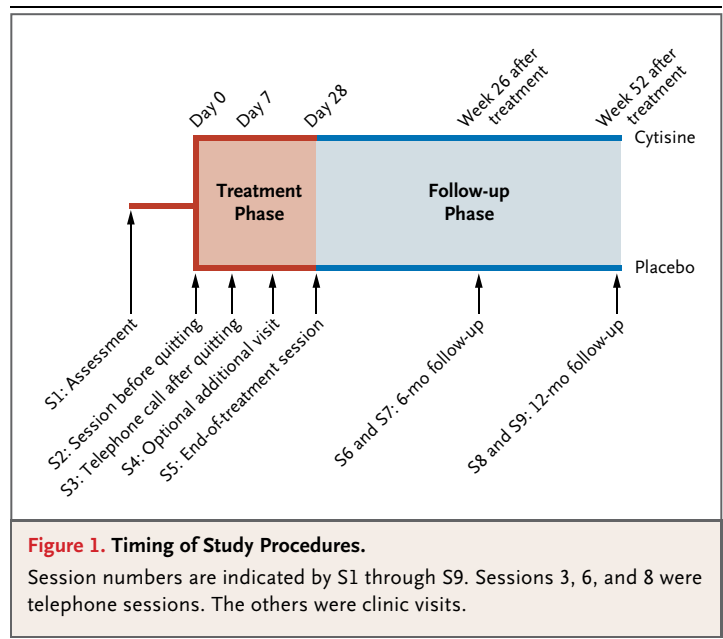 Day 0
Day 7
Day 28
Week 26 after
treatment
Week 52 after
treatment
Cytisine
Treatment
Phase
Follow-up
Phase
Placebo
S1: Assessment
S2: Session before quitting
S3: Telephone call after quitting
S4: Optional additional visit
S5: End-of-treatment session
S6 and S7: 6-mo follow-up
S8 and S9: 12-mo follow-up
Figure 1. Timing of Study Procedures.
Session numbers are indicated by S1 through S9. Sessions 3, 6, and 8 were
telephone sessions. The others were clinic visits.